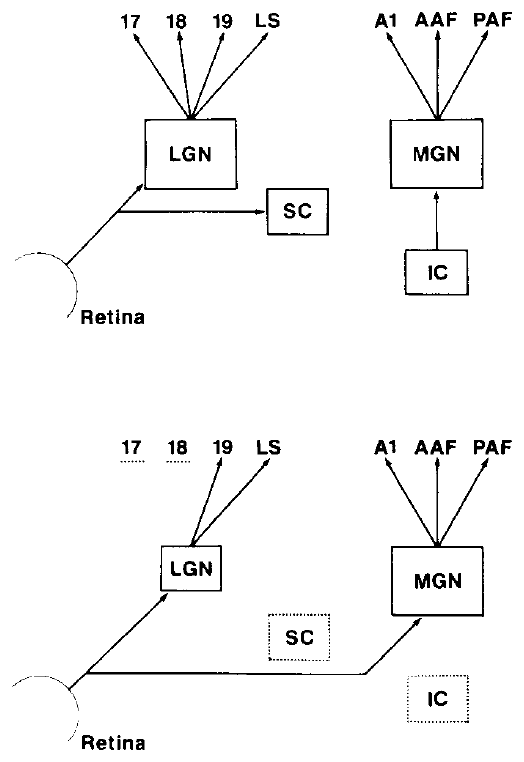 17 18 19 LS A1 AAF PAF
LGN MGN
SC
IC
Retina
17 18 19 LS A1 AAF PAF
LGN MGN
SC
IC
Retina